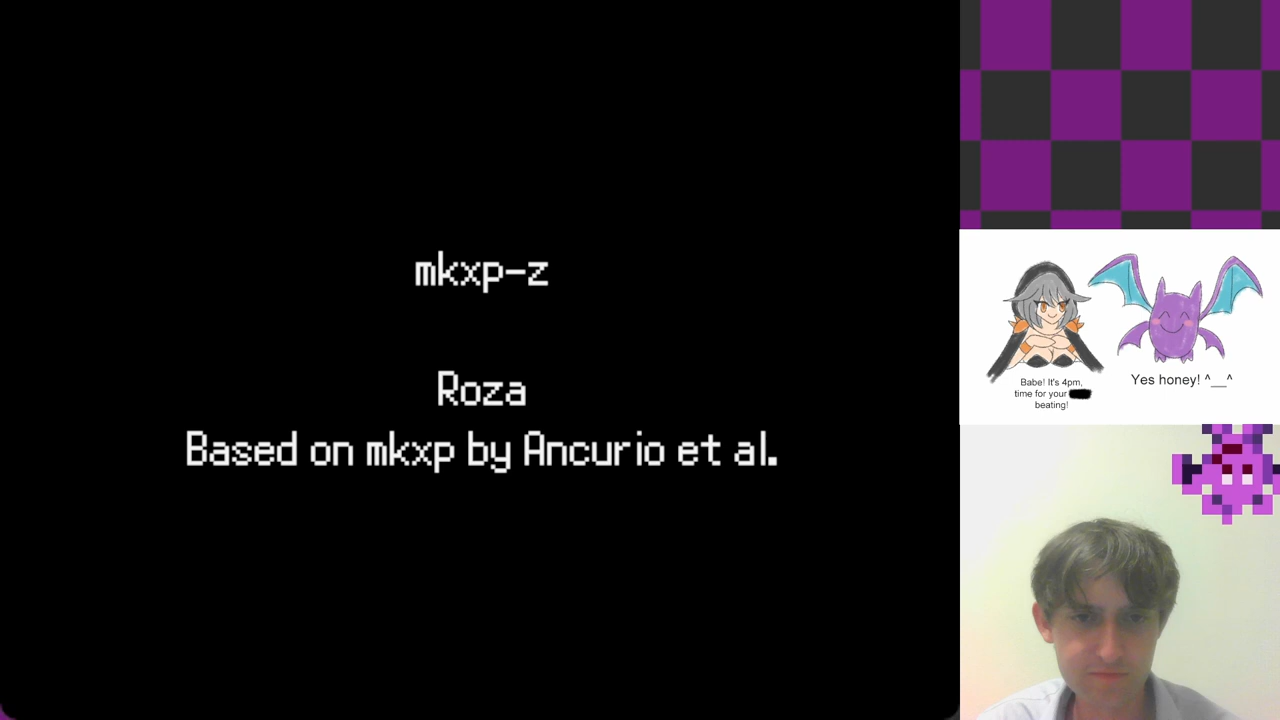 mkxp-z
Roza
Based on mkxp by Ancurio et al.
Babe! It's 4pm,
time for your
beating!
Yes honey! ^__^